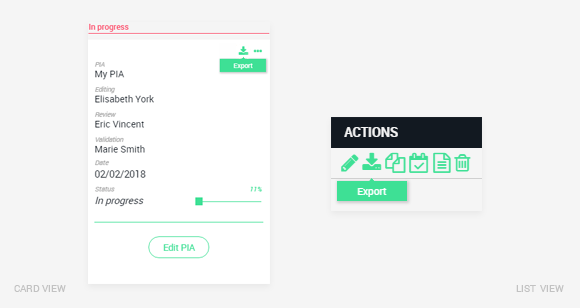 In progress
Export
PIA
My PIA
Editing
Elisabeth York
Review
Eric Vincent
Validation
Marie Smith
Date
02/02/2018
Status
11%
In progress
Edit PIA
CARD VIEW
ACTIONS
Export
LIST VIEW